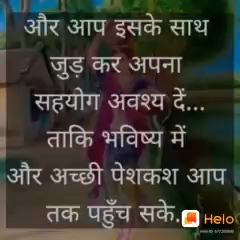 और आप इसके साथ
जुड़ कर अपना
सहयोग अवश्य दें...
ताकि भविष्य में
और अच्छी पेशकश आप
तक पहुँच सके.
Helo